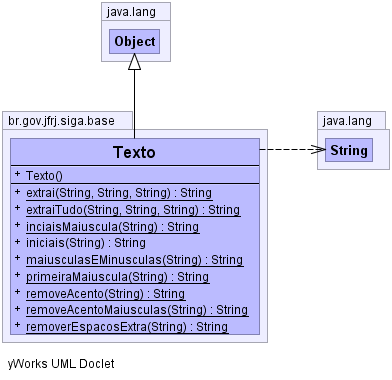 java.lang
Object
br.gov.jfrj.siga.base
java.lang
Texto
String
+ Texto()
+ extrai(String, String, String) : String
+ extraiTudo(String, String, String) : String
+ inciaisMaiuscula(String) : String
+ iniciais(String) : String
+ maiusculasEMinusculas(String) : String
+ primeiraMaiuscula(String) : String
+ removeAcento(String) : String
+ removeAcentoMaiusculas(String) : String
+ removerEspacosExtra(String) : String
yWorks UML Doclet